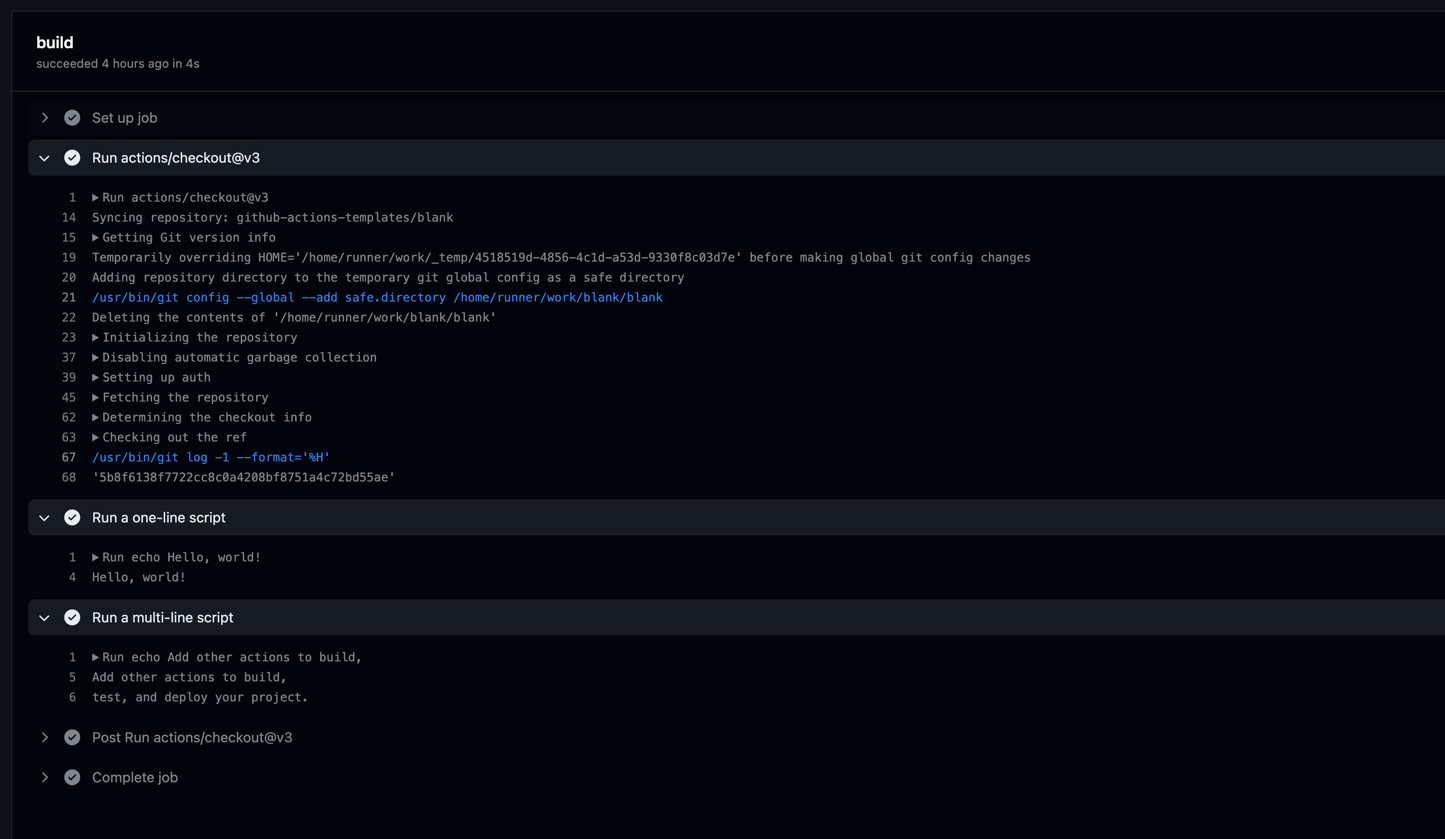 build
succeeded 4 hours ago in 4s
Set up job
Run actions/checkout@v3
1 ▶Run actions/checkout@v3
14 Syncing repository: github-actions-templates/blank
15 ▶Getting Git version info
19 Temporarily overriding HOME='/home/runner/work/_temp/4518519d-4856-4c1d-a53d-9330f8c03d7e' before making global git config changes
20 Adding repository directory to the temporary git global config as a safe directory
21 /usr/bin/git config --global --add safe.directory /home/runner/work/blank/blank
22 Deleting the contents of '/home/runner/work/blank/blank'
23 ▶Initializing the repository
37 ▶Disabling automatic garbage collection
39 ▶Setting up auth
45 ▶Fetching the repository
62 ▶Determining the checkout info
63 ▶Checking out the ref
67 /usr/bin/git log -1 --format='%H'
68 '5b8f6138f7722cc8c0a4208bf8751a4c72bd55ae'
Run a one-line script
1 ▶Run echo Hello, world!
4 Hello, world!
Run a multi-line script
1 ▶Run echo Add other actions to build,
5 Add other actions to build,
6 test, and deploy your project.
Post Run actions/checkout@v3
Complete job